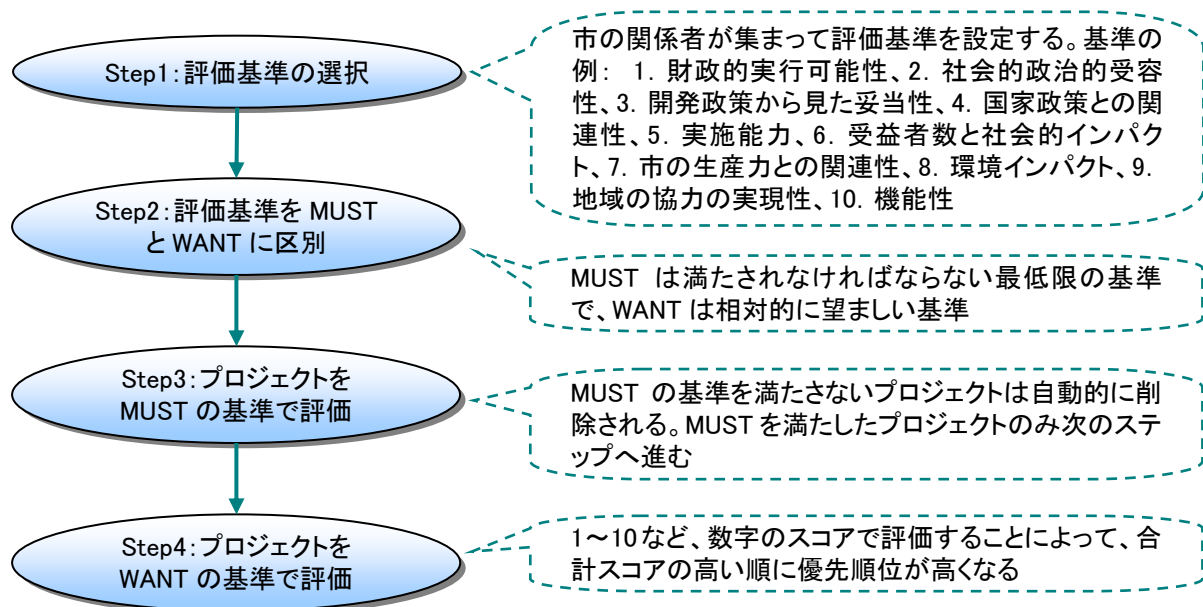 Step1：評価基準の選択
市の関係者が集まって評価基準を設定する。基準の
例： 1. 財政的実行可能性、2. 社会的政治的受容
性、3. 開発政策から見た妥当性、4. 国家政策との関
連性、5. 実施能力、6. 受益者数と社会的インパク
ト、7. 市の生産力との関連性、8. 環境インパクト、9.
地域の協力の実現性、10. 機能性
Step2：評価基準を MUST
と WANT に区別
MUST は満たされなければならない最低限の基準
で、WANT は相対的に望ましい基準
Step3：プロジェクトを
MUST の基準で評価
MUST の基準を満たさないプロジェクトは自動的に削
除される。MUST を満たしたプロジェクトのみ次のステ
ップへ進む
Step4：プロジェクトを
WANT の基準で評価
1～10 など、数字のスコアで評価することによって、合
計スコアの高い順に優先順位が高くなる